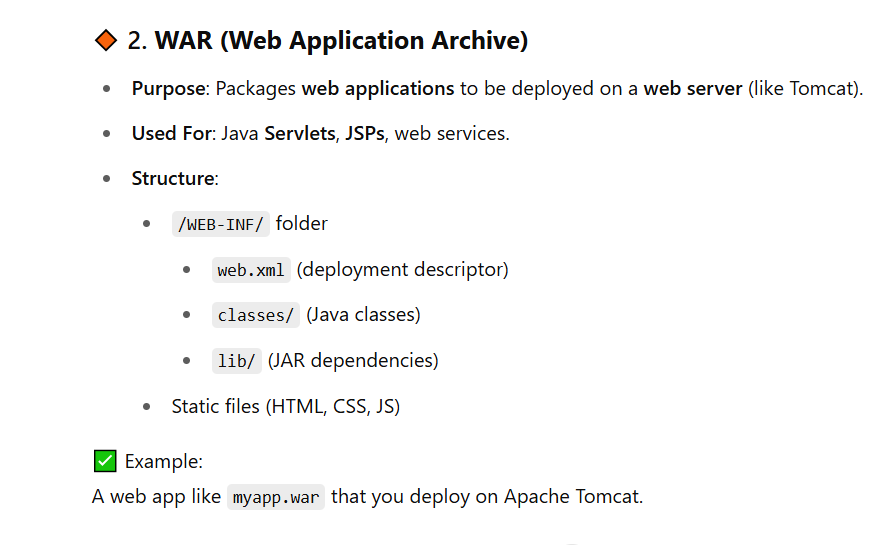 2. WAR (Web Application Archive)
Purpose: Packages web applications to be deployed on a web server (like Tomcat).
Used For: Java Servlets, JSPs, web services.
Structure:
/WEB-INF/ folder
web.xml (deployment descriptor)
classes/ (Java classes)
lib/ (JAR dependencies)
Static files (HTML, CSS, JS)
✅ Example:
A web app like myapp.war that you deploy on Apache Tomcat.